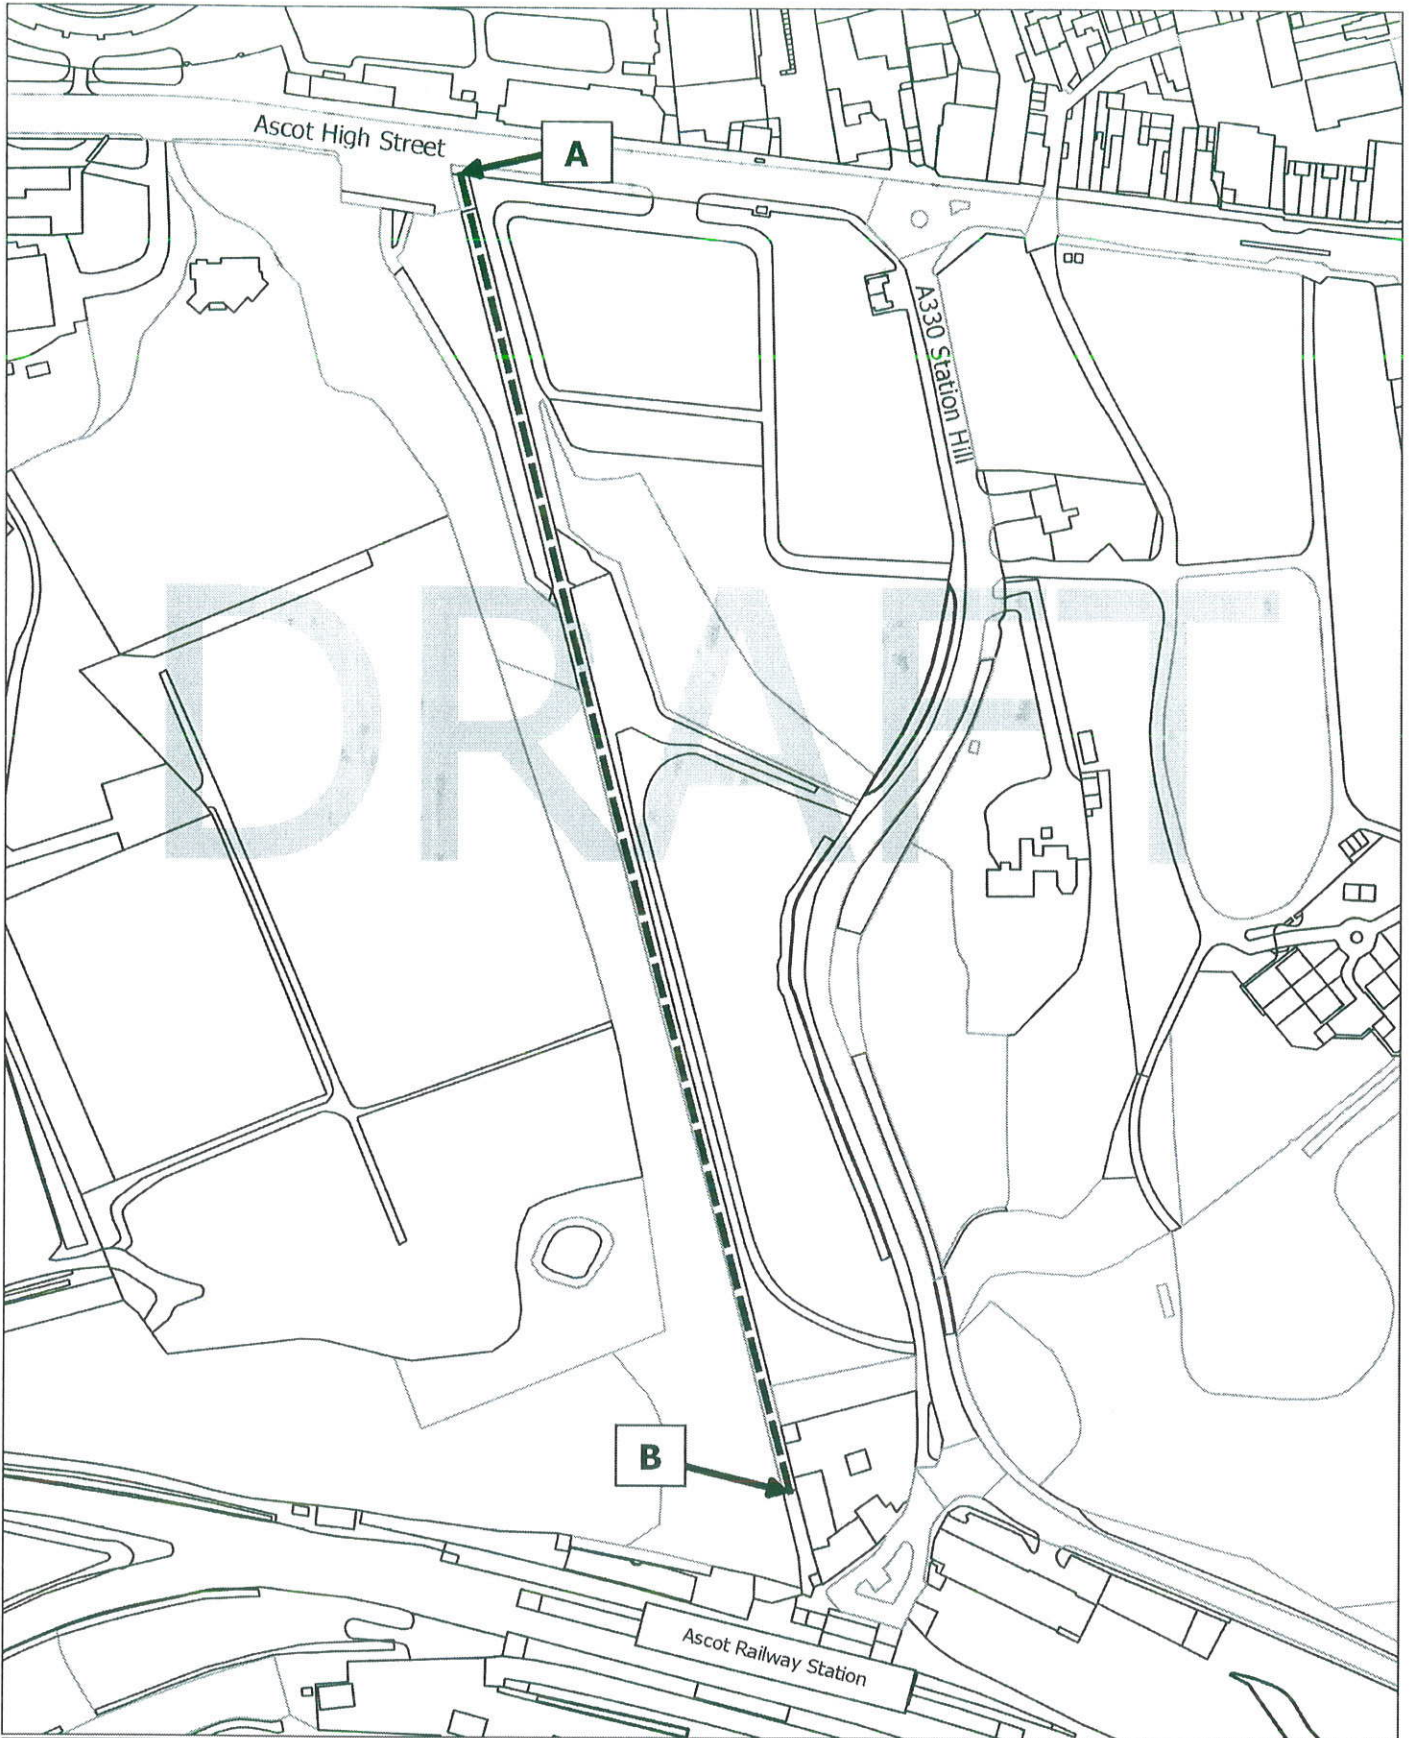 Ascot High Street
A
A330 Station Hill
DRAFT
B
Ascot Railway Station